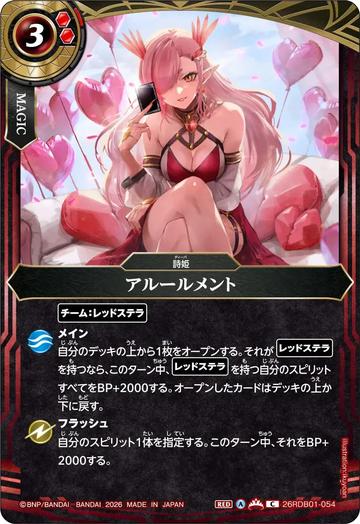 3
MAGIC
ディーバ
詩姫
アルールメント
チーム:レッドステラ
メイン
自分のデッキの上から1枚をオープンする。それが レッドステラ
を持つなら、このターン中、レッドステラ を持つ自分のスピリット
すべてをBP+2000する。オープンしたカードはデッキの上か
下に戻す。
フラッシュ
自分のスピリット1体を指定する。このターン中、それをBP+
2000する。
©BNP/BANDAI ©BANDAI 2026 MADE IN JAPAN
RED A C 26RDB01-054